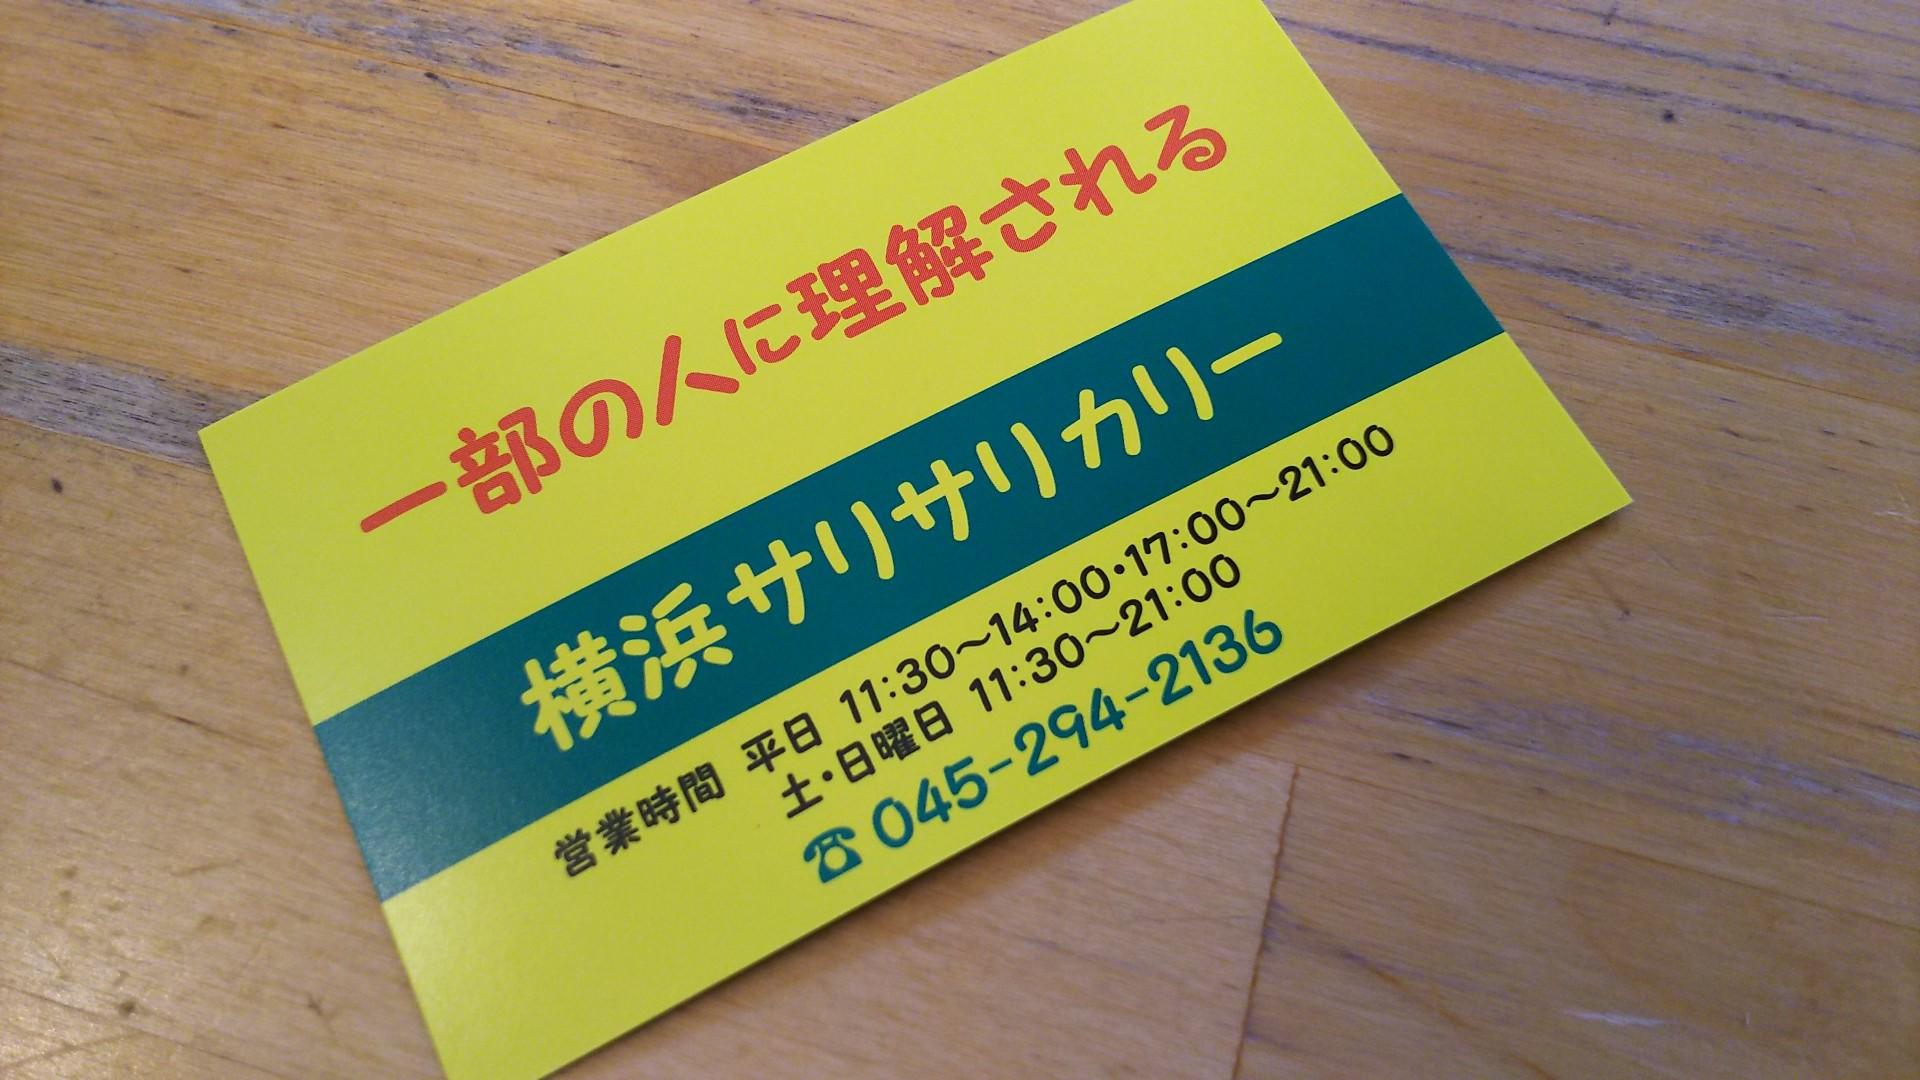 一部の人に理解される
横浜サリサリカリー
営業時間 平日 11:30〜14:00・17:00〜21:00
土・日曜日 11:30〜21:00
☎045-294-2136